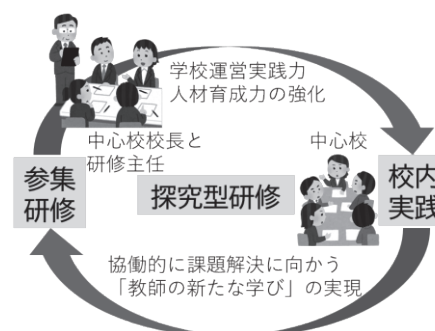 学校運営実践力
人材育成力の強化
中心校校長と
研修主任
中心校
参集
研修
探究型研修
校内
実践
協働的に課題解決に向かう
「教師の新たな学び」の実現